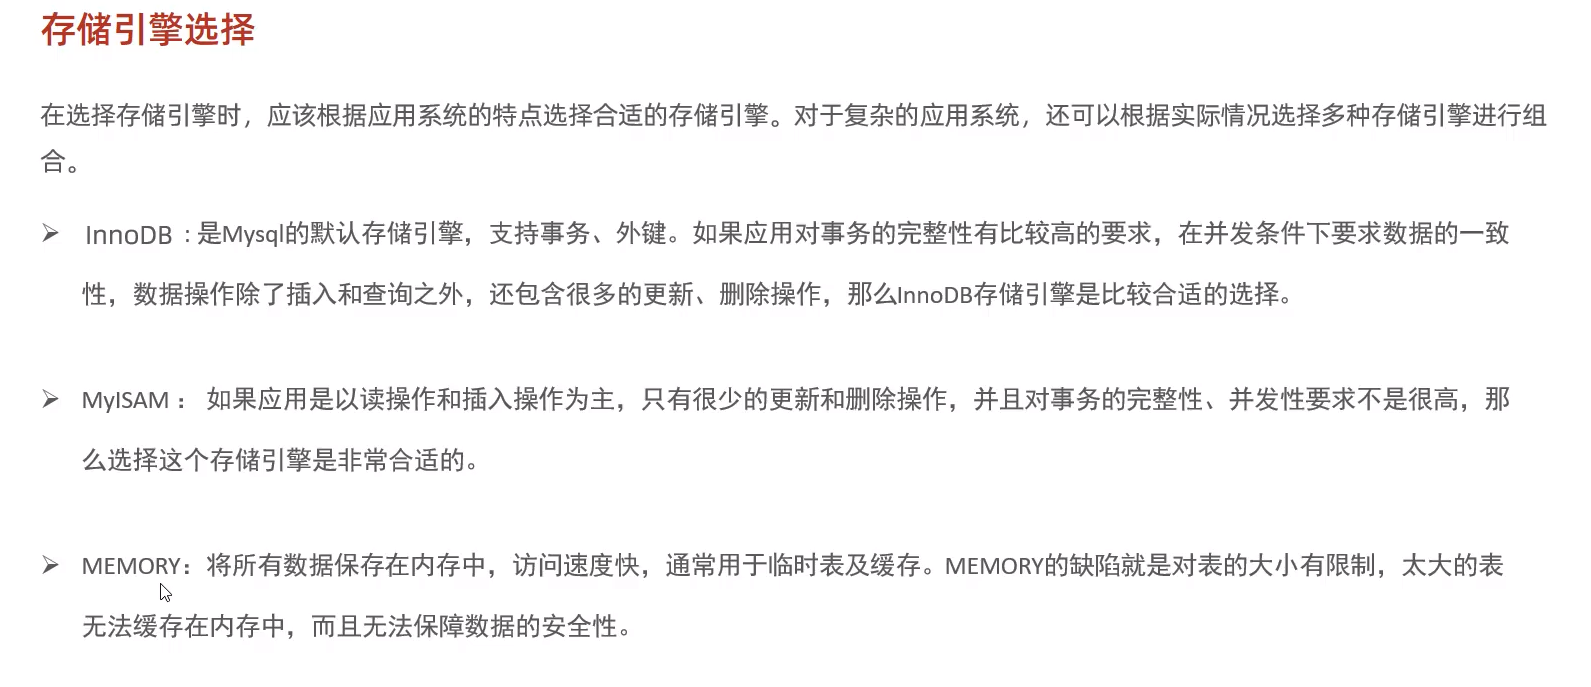 存储引擎选择
在选择存储引擎时，应该根据应用系统的特点选择合适的存储引擎。对于复杂的应用系统，还可以根据实际情况选择多种存储引擎进行组
合。
➢ InnoDB : 是Mysql的默认存储引擎，支持事务、外键。如果应用对事务的完整性有比较高的要求，在并发条件下要求数据的一致
性，数据操作除了插入和查询之外，还包含很多的更新、删除操作，那么InnoDB存储引擎是比较合适的选择。
➢ MyISAM ： 如果应用是以读操作和插入操作为主，只有很少的更新和删除操作，并且对事务的完整性、并发性要求不是很高，那
么选择这个存储引擎是非常合适的。
➢ MEMORY：将所有数据保存在内存中，访问速度快，通常用于临时表及缓存。MEMORY的缺陷就是对表的大小有限制，太大的表
无法缓存在内存中，而且无法保障数据的安全性。